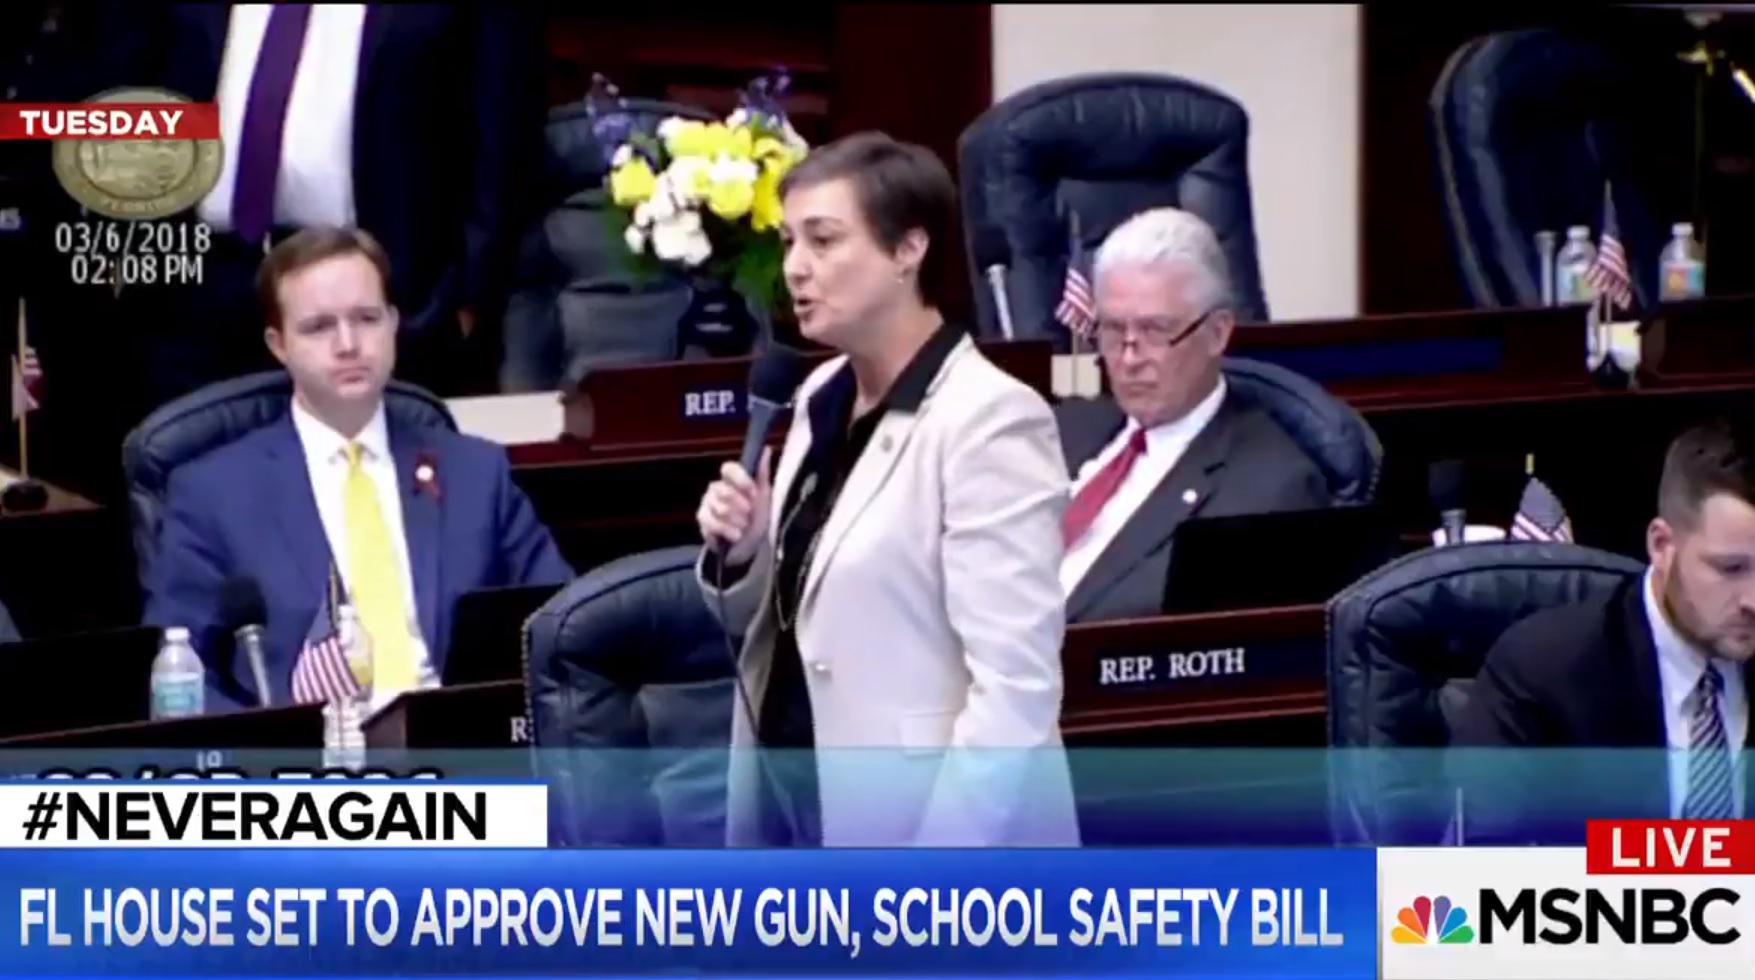 TUESDAY
FLORIDA
03/6/2018
02:08 PM
REP.
REP. ROTH
#NEVERAGAIN
FL HOUSE SET TO APPROVE NEW GUN, SCHOOL SAFETY BILL
LIVE
MSNBC